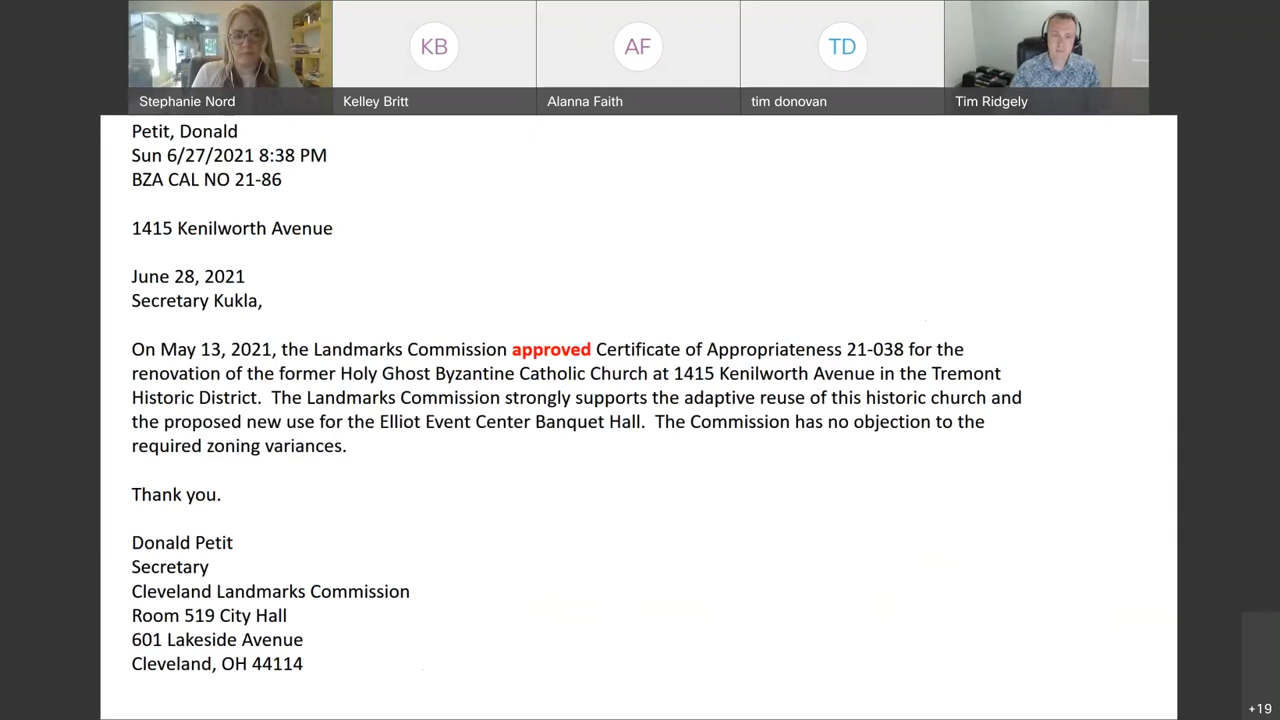 KB
AF
TD
Stephanie Nord
Kelley Britt
Alanna Faith
tim donovan
Tim Ridgely
Petit, Donald
Sun 6/27/2021 8:38 PM
BZA CAL NO 21-86
1415 Kenilworth Avenue
June 28, 2021
Secretary Kukla,
On May 13, 2021, the Landmarks Commission approved Certificate of Appropriateness 21-038 for the
renovation of the former Holy Ghost Byzantine Catholic Church at 1415 Kenilworth Avenue in the Tremont
Historic District.  The Landmarks Commission strongly supports the adaptive reuse of this historic church and
the proposed new use for the Elliot Event Center Banquet Hall.  The Commission has no objection to the
required zoning variances.
Thank you.
Donald Petit
Secretary
Cleveland Landmarks Commission
Room 519 City Hall
601 Lakeside Avenue
Cleveland, OH 44114
+19